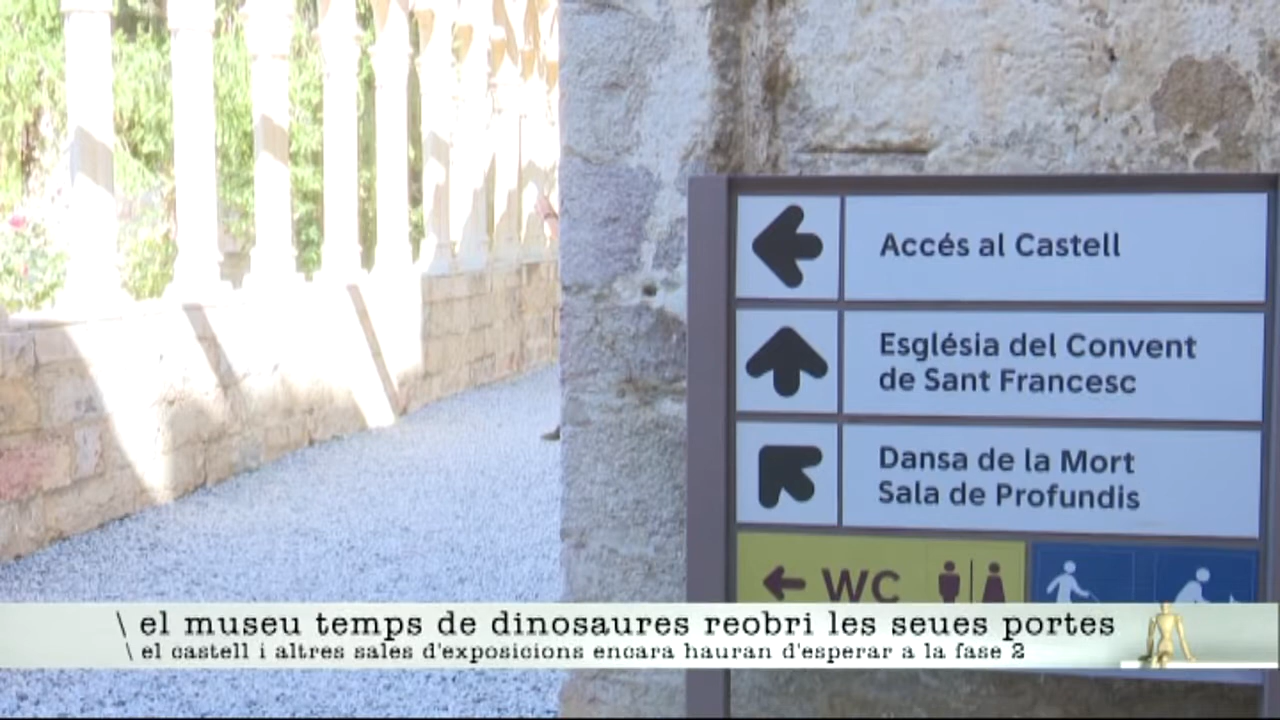 Accés al Castell
Església del Convent
de Sant Francesc
Dansa de la Mort
Sala de Profundis
WC
\ el museu temps de dinosaures reobri les seues portes
\ el castell i altres sales d'exposicions encara hauran d'esperar a la fase 2